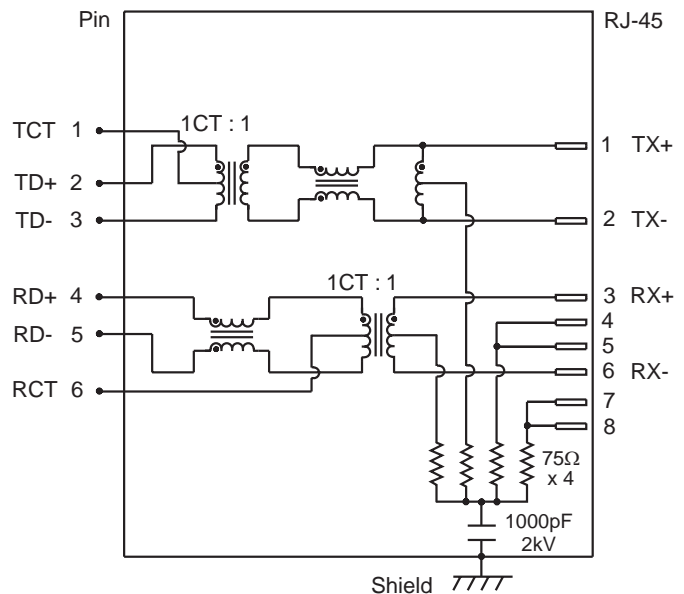 Pin RJ-45
1CT : 1
TCT 1
1 TX+
TD+ 2
TD- 3
2 TX-
1CT : 1
RD+ 4
3 RX+
4
RD- 5
5
6 RX-
RCT 6
7
8
75Ω
x 4
1000pF
2kV
Shield